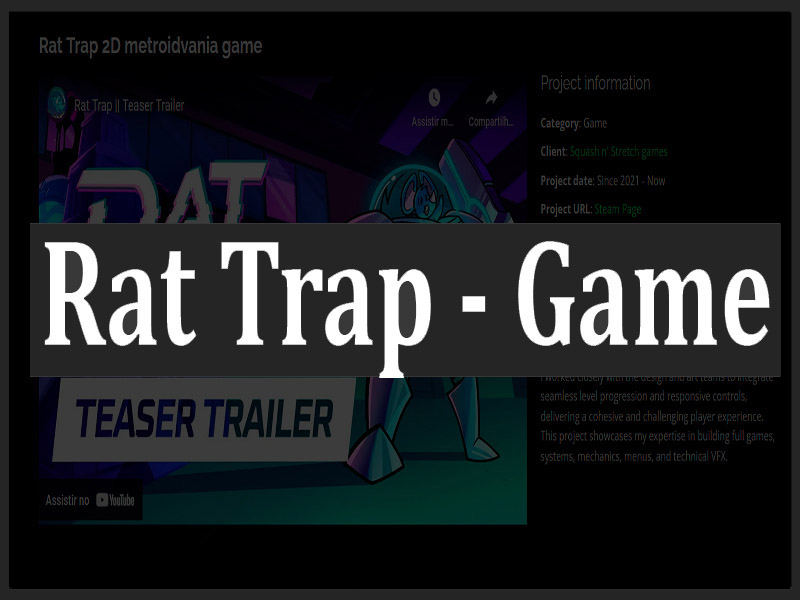 Rat Trap 2D metroidvania game
Project information
Rat Trap || Teaser Trailer
Assistir m...
Compartilh...
Category: Game
Client: Squash n' Stretch games
Project date: Since 2021 - Now
Project URL: Steam Page
RAT
Rat Trap - Game
I worked closely with the design and art teams to integrate
seamless level progression and responsive controls,
delivering a cohesive and challenging player experience.
This project showcases my expertise in building full games,
systems, mechanics, menus, and technical VFX.
TEASER TRAILER
Assistir no YouTube